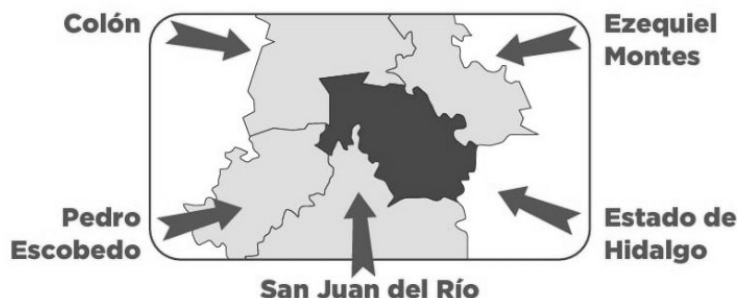 Colón
Ezequiel
Montes
Pedro
Escobedo
Estado de
Hidalgo
San Juan del Río